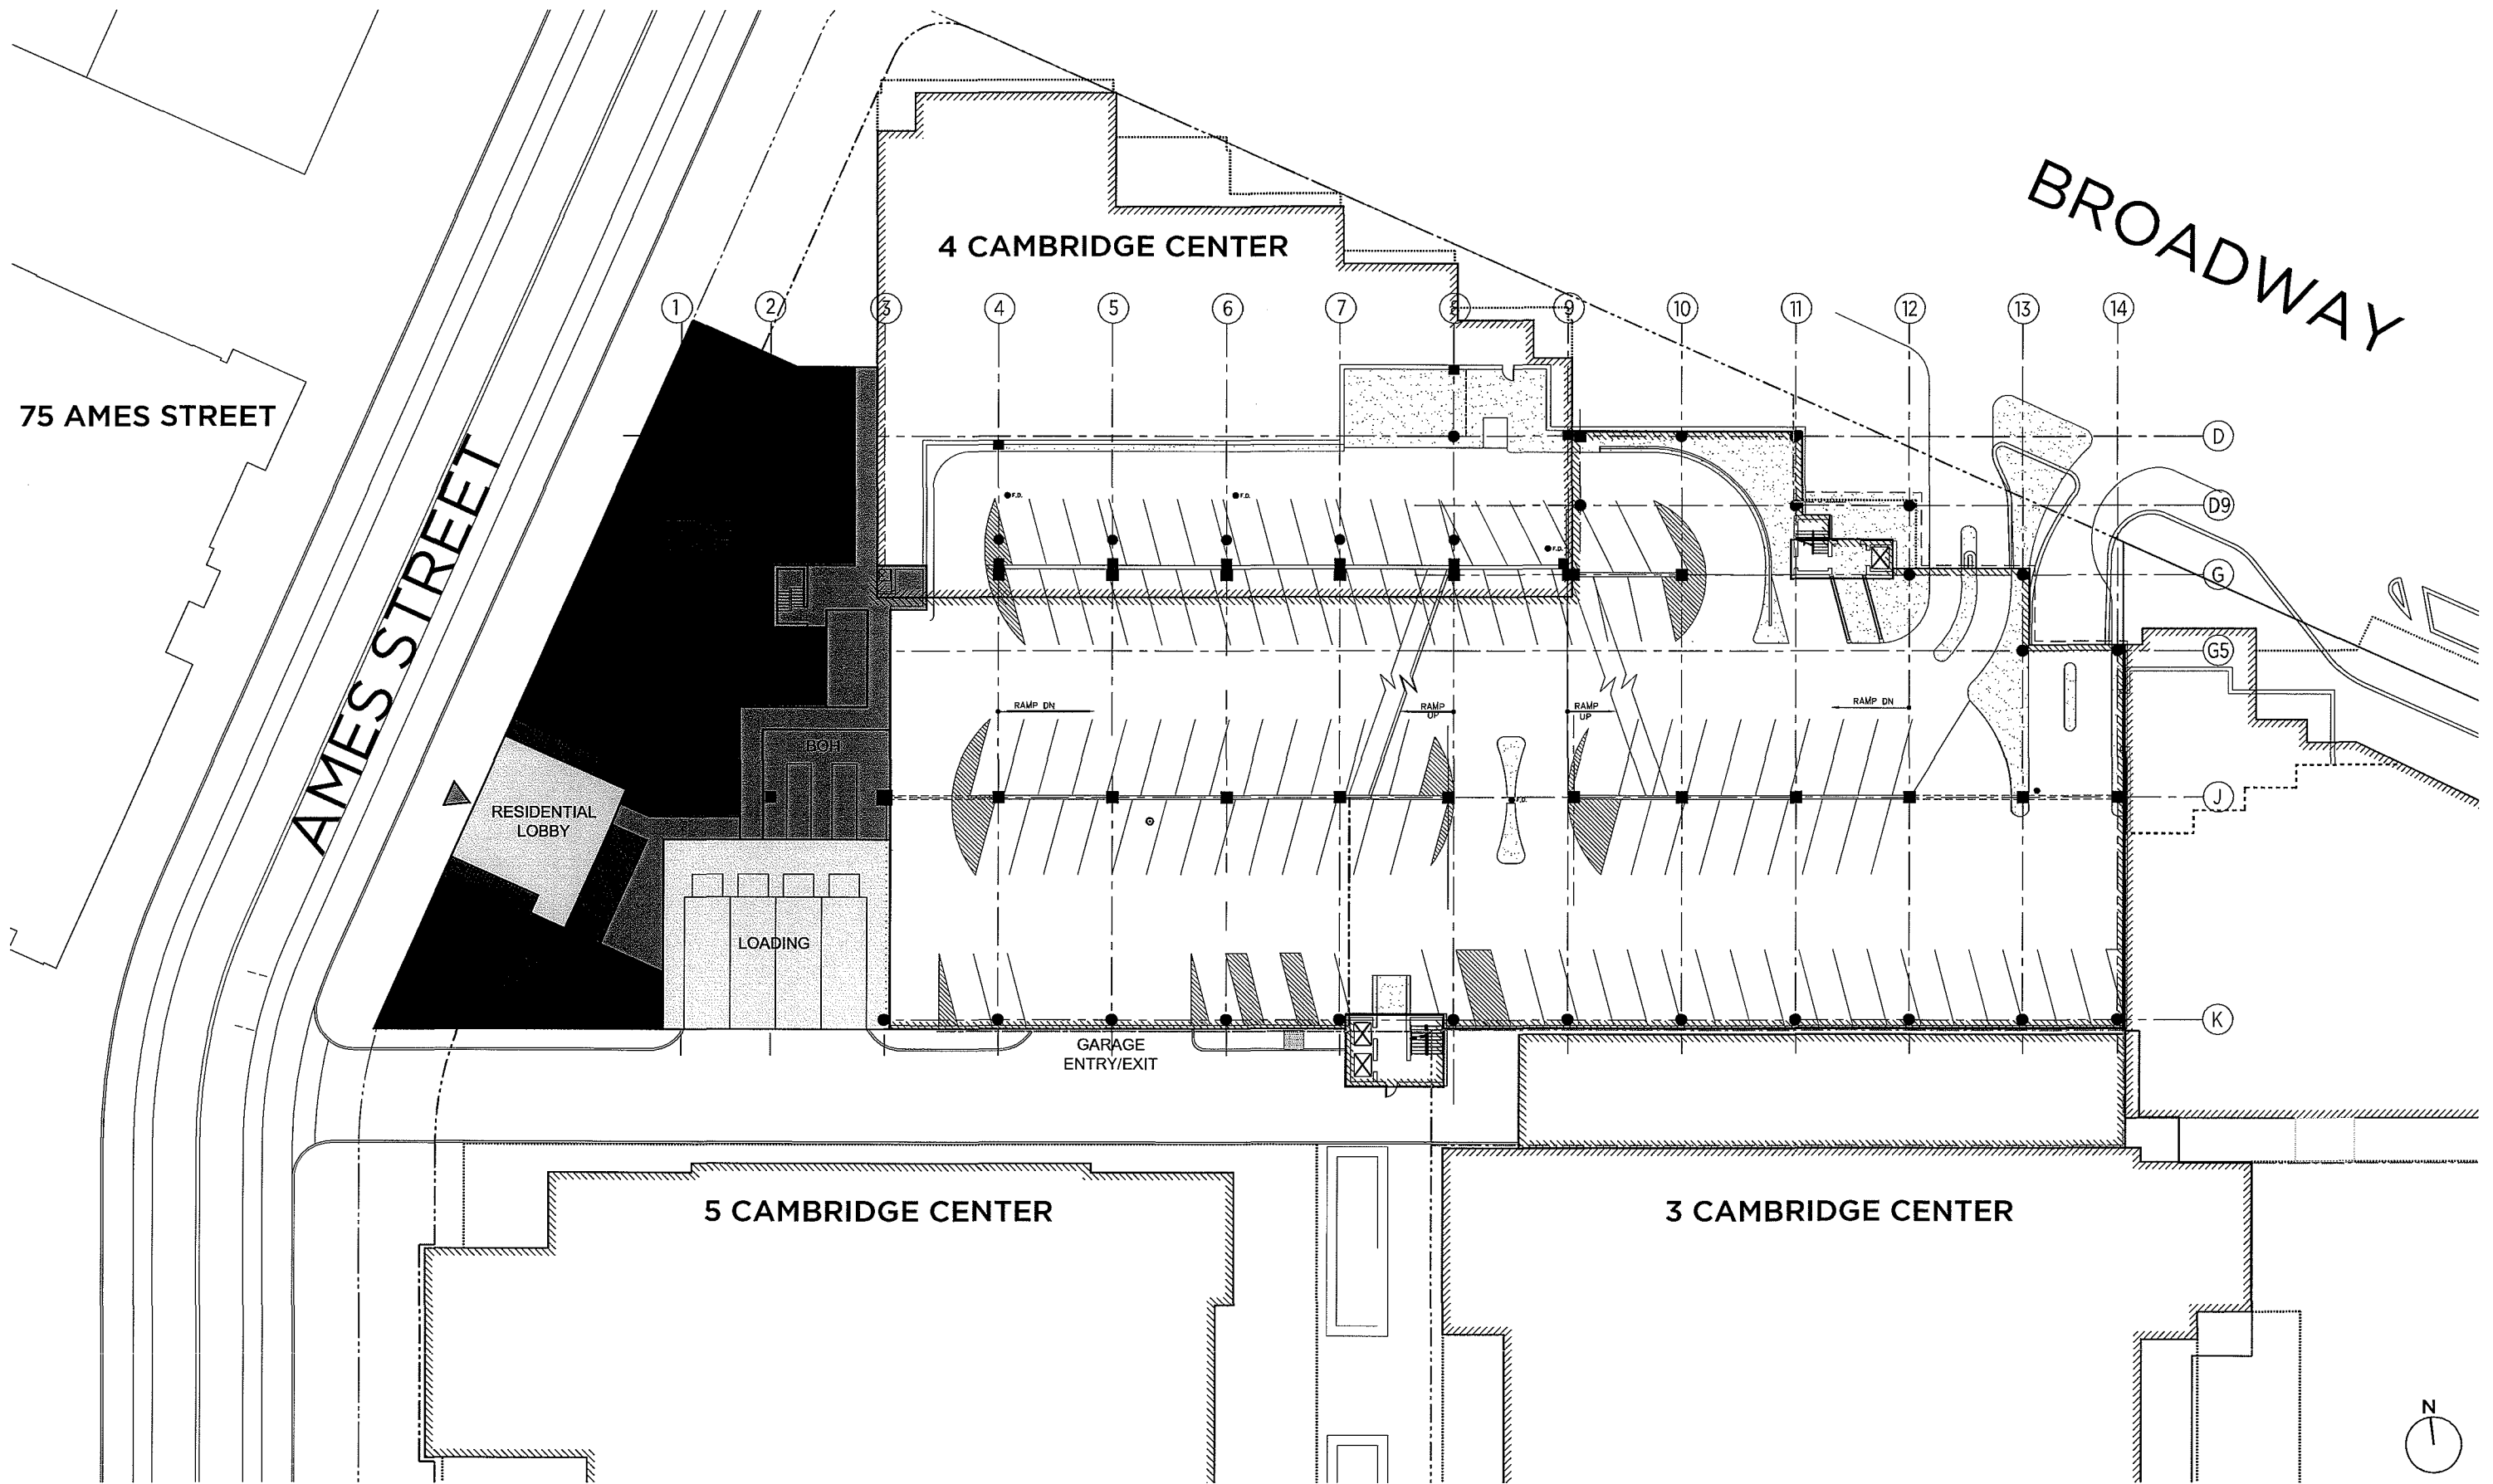 BROADWAY
4 CAMBRIDGE CENTER
1
2
3
4
5
6
7
8
9
10
11
12
13
14
75 AMES STREET
AMES STREET
D
F.D.
F.D.
D9
F.D.
G
G5
RAMP DN
RAMP
UP
RAMP
UP
RAMP DN
BOH
RESIDENTIAL
LOBBY
F.D.
J
LOADING
K
GARAGE
ENTRY/EXIT
5 CAMBRIDGE CENTER
3 CAMBRIDGE CENTER
N